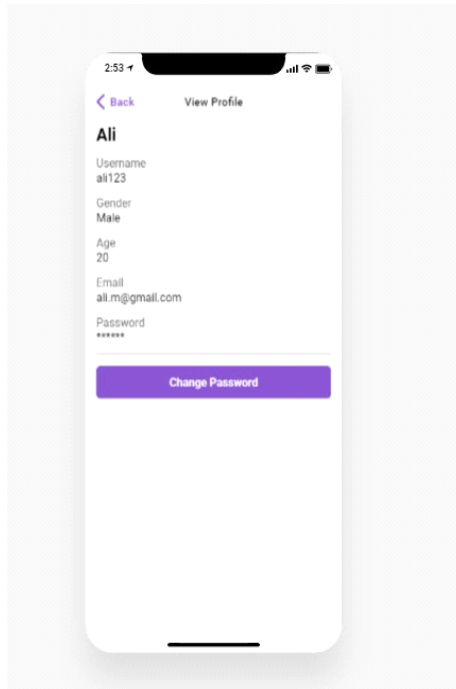 2:53
Back View Profile
Ali
Username
ali123
Gender
Male
Age
20
Email
ali.m@gmail.com
Password
******
Change Password